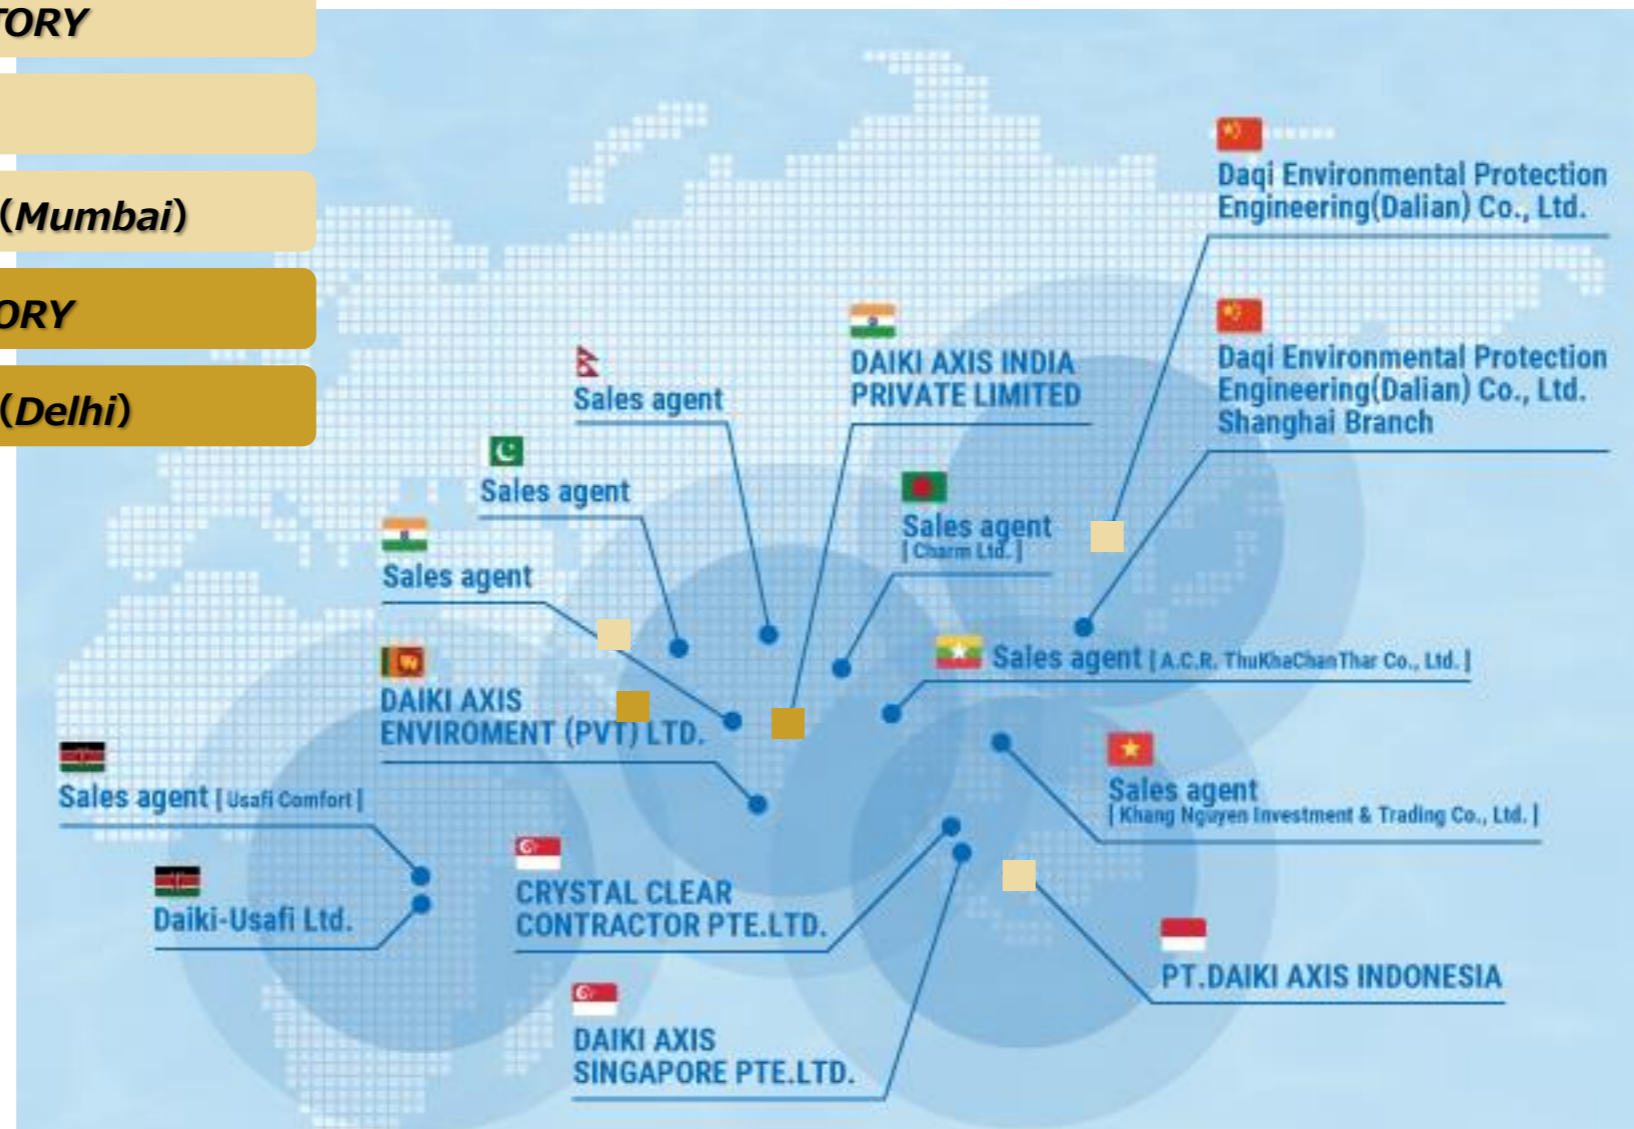 TORY
(Mumbai)
ORY
(Delhi)
Daqi Environmental Protection
Engineering(Dalian) Co., Ltd.
Daqi Environmental Protection
Engineering(Dalian) Co., Ltd.
Shanghai Branch
DAIKI AXIS INDIA
PRIVATE LIMITED
Sales agent
Sales agent
Sales agent
[ Charm Ltd. ]
Sales agent
Sales agent [ A.C.R. ThuKhaChanThar Co., Ltd. ]
DAIKI AXIS
ENVIROMENT (PVT) LTD.
Sales agent [ Usafi Comfort ]
Sales agent
[ Khang Nguyen Investment & Trading Co., Ltd. ]
Daiki-Usafi Ltd.
CRYSTAL CLEAR
CONTRACTOR PTE.LTD.
PT.DAIKI AXIS INDONESIA
DAIKI AXIS
SINGAPORE PTE.LTD.